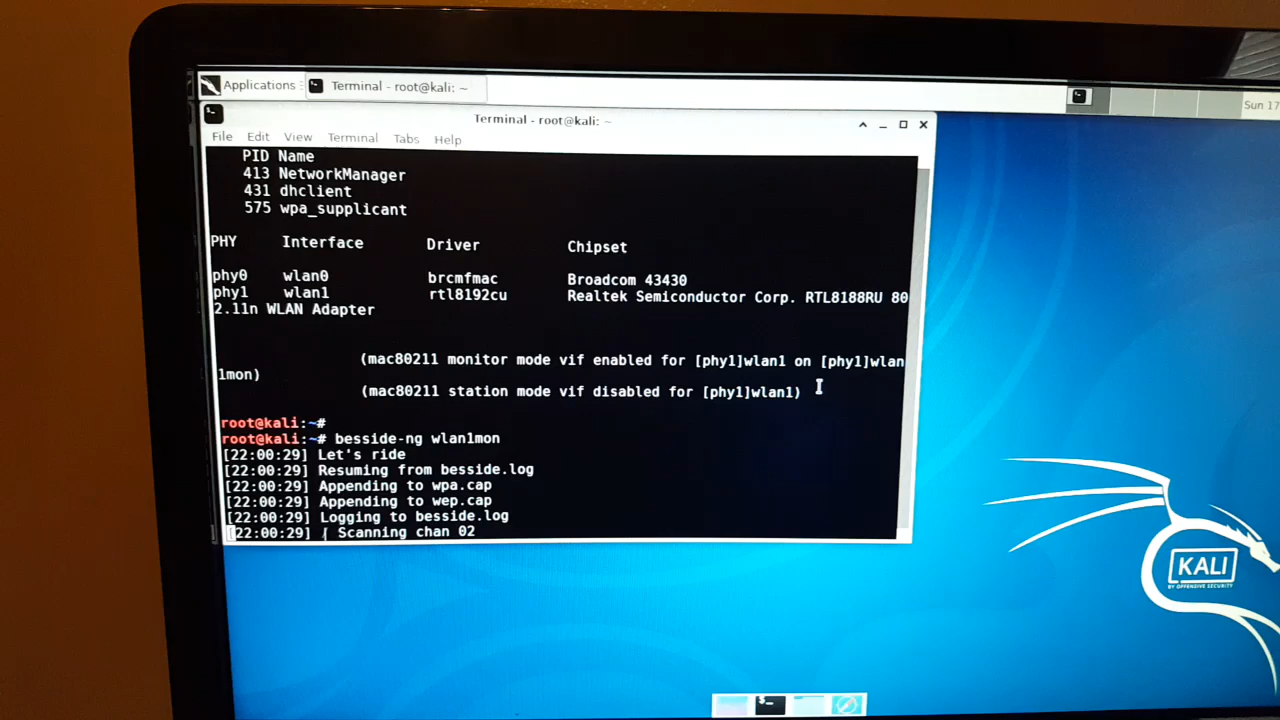 Applications
Terminal - root@kali: ~
Sun 17
Terminal - root@kali: ~
File Edit View Terminal Tabs Help
PID Name
413 NetworkManager
431 dhclient
575 wpa_supplicant
PHY Interface Driver Chipset
phy0 wlan0 brcmfmac Broadcom 43430
phy1 wlan1 rtl8192cu Realtek Semiconductor Corp. RTL8188RU 80
2.11n WLAN Adapter
(mac80211 monitor mode vif enabled for [phy1]wlan1 on [phy1]wlan
1mon)
(mac80211 station mode vif disabled for [phy1]wlan1)
root@kali:~#
root@kali:~# besside-ng wlan1mon
[22:00:29] Let's ride
[22:00:29] Resuming from besside.log
[22:00:29] Appending to wpa.cap
[22:00:29] Appending to wep.cap
[22:00:29] Logging to besside.log
[22:00:29] / Scanning chan 02
KALI
BY OFFENSIVE SECURITY